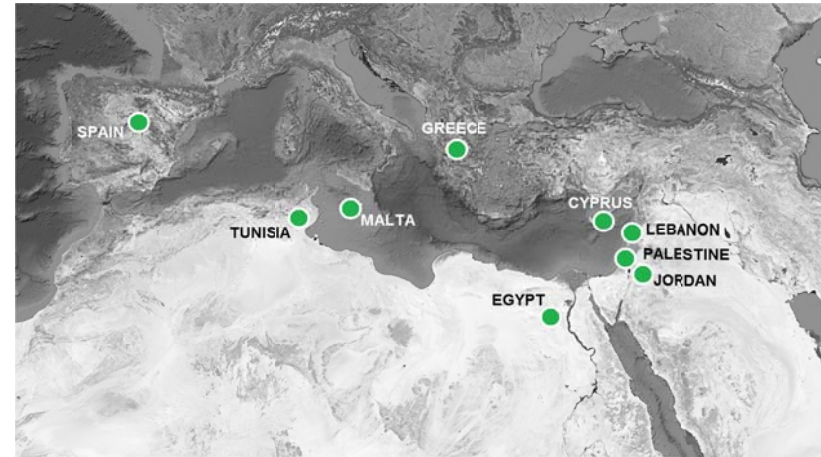 SPAIN
GREECE
CYPRUS
TUNISIA
MALTA
LEBANON
PALESTINE
JORDAN
EGYPT